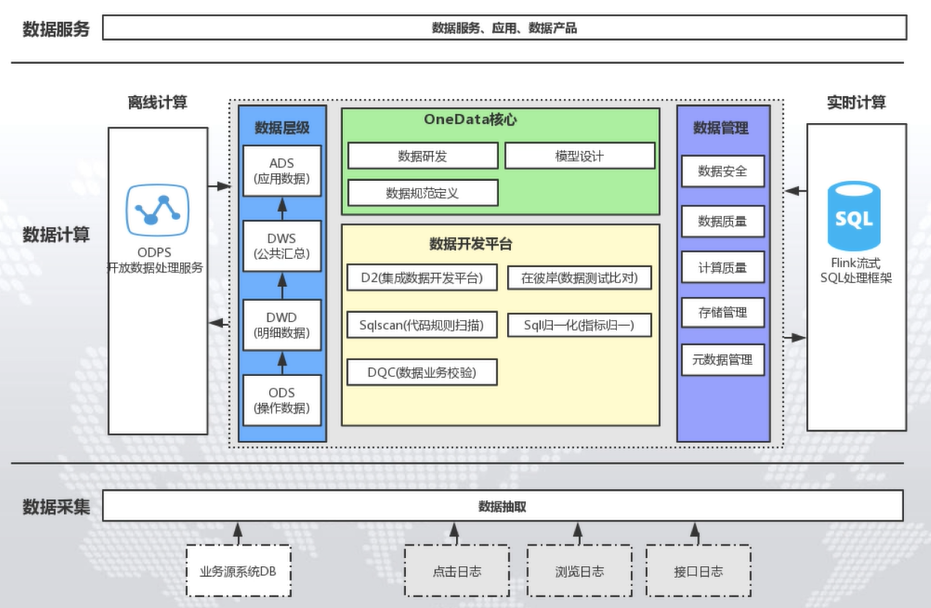 数据服务
数据服务、应用、数据产品
离线计算
实时计算
数据计算
ODPS
开放数据处理服务
数据层级
ADS
(应用数据)
DWS
(公共汇总)
DWD
(明细数据)
ODS
(操作数据)
OneData核心
数据研发
模型设计
数据规范定义
数据开发平台
D2(集成数据开发平台)
在彼岸(数据测试比对)
Sqlscan(代码规则扫描)
Sql归一化(指标归一)
DQC(数据业务校验)
数据管理
数据安全
数据质量
计算质量
存储管理
元数据管理
SQL
Flink流式
SQL处理框架
数据采集
数据抽取
业务源系统DB
点击日志
浏览日志
接口日志